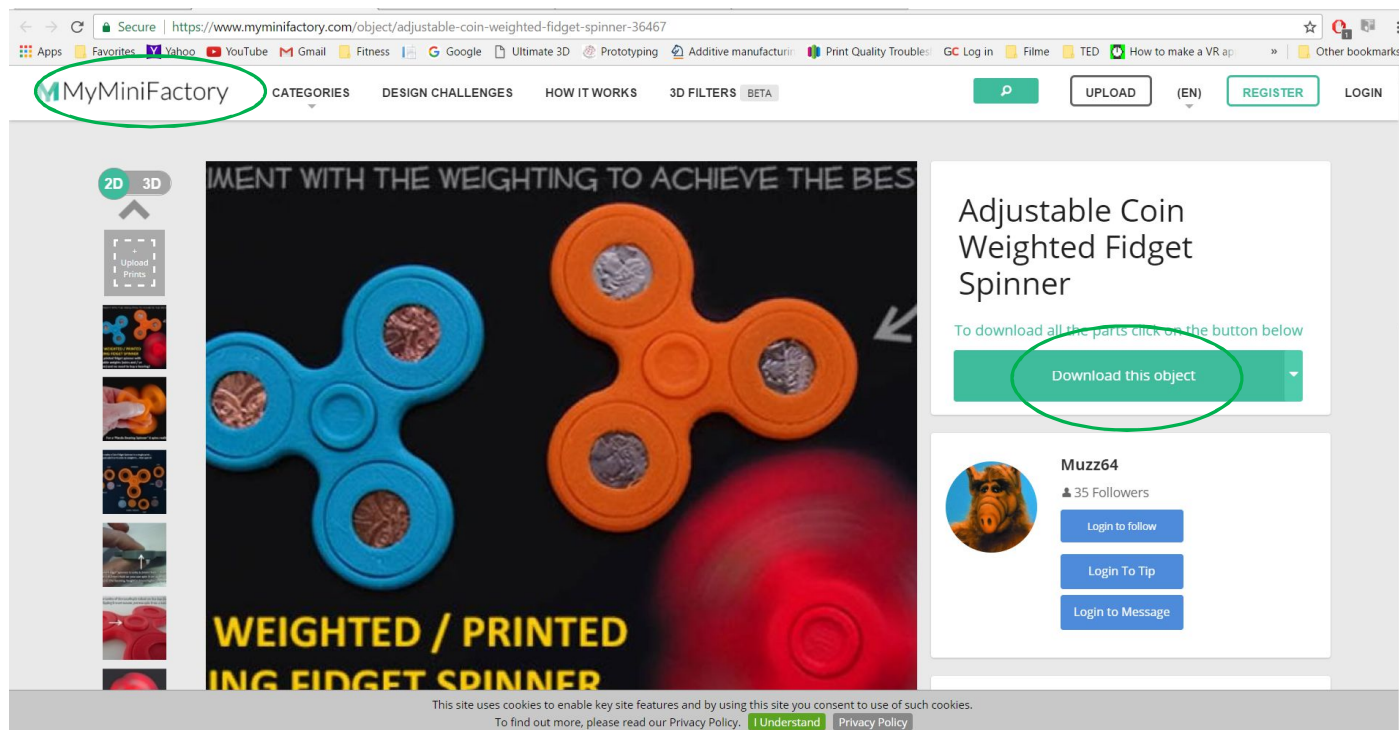 Secure | https://www.myminifactory.com/object/adjustable-coin-weighted-fidget-spinner-36467
Apps Favorites Yahoo YouTube Gmail Fitness Google Ultimate 3D Prototyping Additive manufacturin Print Quality Troubles GC Log in Filme TED How to make a VR ap » Other bookmarks
MyMiniFactory CATEGORIES DESIGN CHALLENGES HOW IT WORKS 3D FILTERS BETA UPLOAD (EN) REGISTER LOGIN
2D 3D
+
Upload
Prints
IMENT WITH THE WEIGHTING TO ACHIEVE THE BES
WEIGHTED / PRINTED
ING FIDGET SPINNER
Adjustable Coin
Weighted Fidget
Spinner
To download all the parts click on the button below
Download this object
Muzz64
35 Followers
Login to follow
Login To Tip
Login to Message
This site uses cookies to enable key site features and by using this site you consent to use of such cookies.
To find out more, please read our Privacy Policy. I Understand Privacy Policy